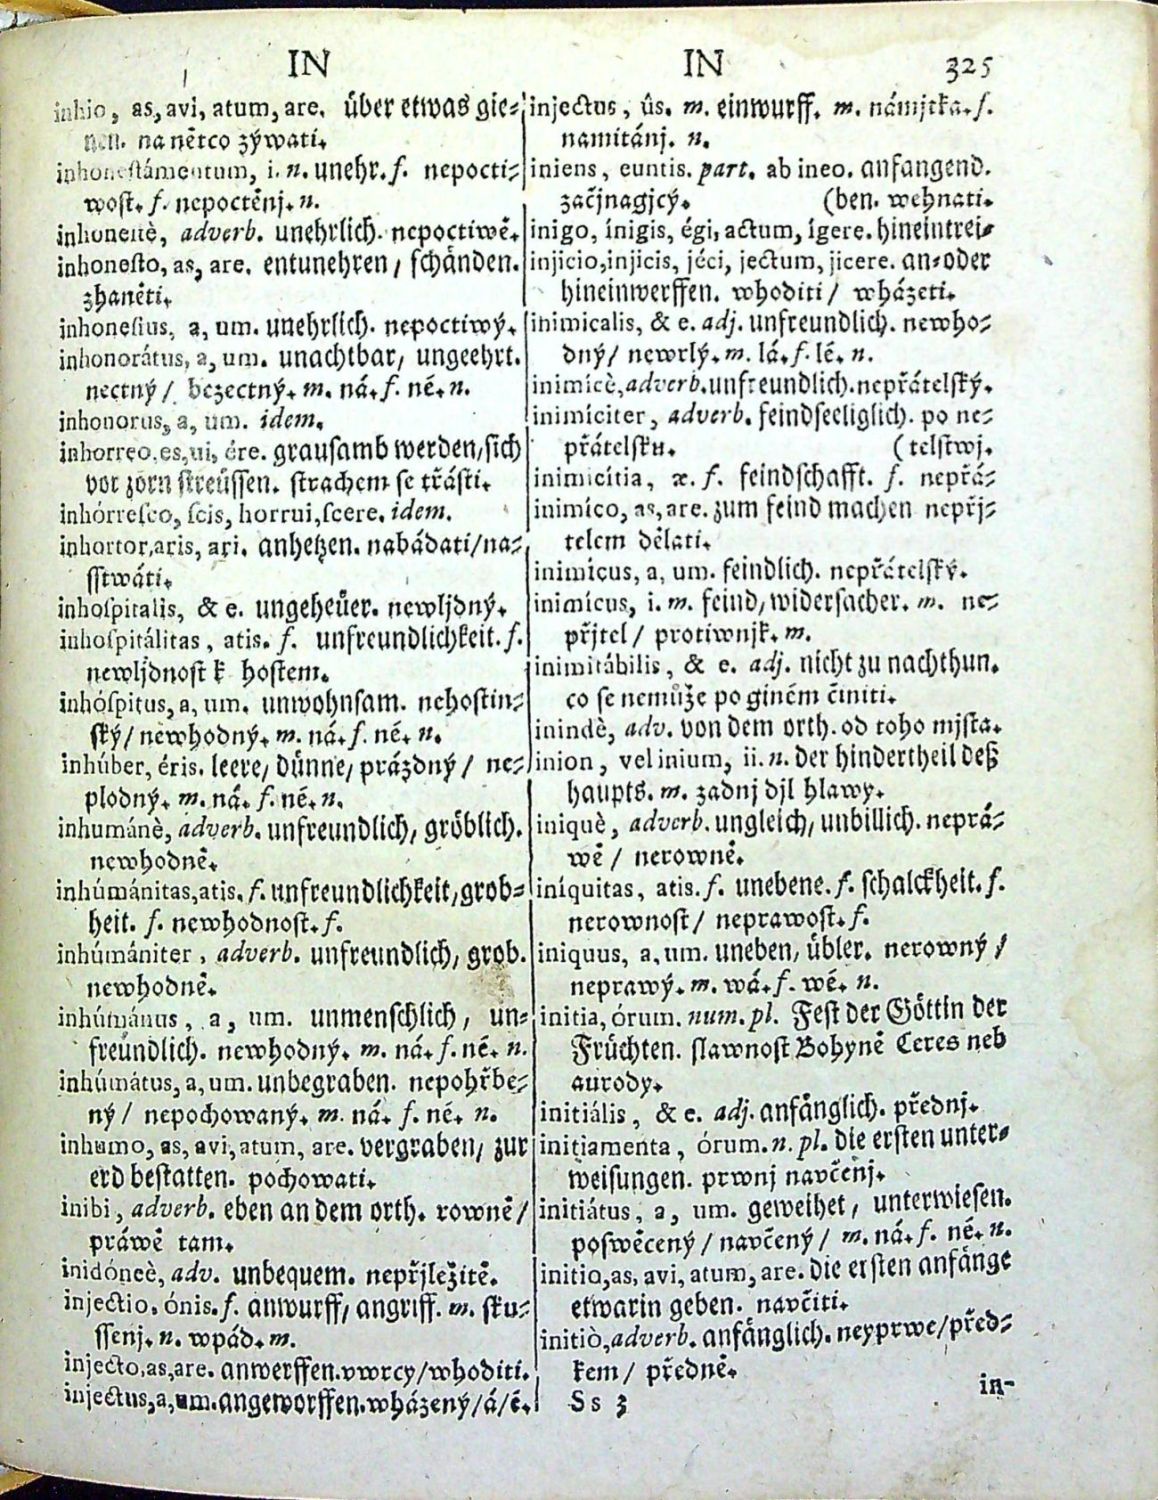 IN
inhio, as, avi, atum, are. über etwas gie-
nen. na nětco zýwati.
inhonestámentum, i. n. unehr. f. nepocti-
wost. f. nepoctěnj. n.
inhonestè, adverb. unehrlich. nepoctiwě.
inhonesto, as, are. entunehren / schänden.
zhaněti.
inhonestus, a, um. unehrlich. nepoctiwý.
inhonorátus, a, um. unachtbar, ungeehrt.
nectný / bezectný. m. ná. f. né. n.
inhonorus, a, um. idem.
inhorreo, es, ui, ére. grausamb werden, sich
vor zorn streüssen. strachem se třásti.
inhórresco, scis, horrui, scere. idem.
inhortor, aris, ari. anhetzen. nabádati / na-
sstwáti.
inhospitalis, & e. ungeheüer. newljdný.
inhospitálitas, atis. f. unfreundlichkeit. f.
newljdnost k hostem.
inhóspitus, a, um. unwohnsam. nehostin-
ský / newhodný. m. ná. f. né. n.
inhúber, éris. leere, dünne, prázdný / ne-
plodný. m. ná. f. né. n.
inhumánè, adverb. unfreundlich, gröblich.
newhodně.
inhúmánitas, atis. f. unfreundlichkeit, grob-
heit. f. newhodnost. f.
inhúmániter, adverb. unfreundlich, grob.
newhodně.
inhúmánus, a, um. unmenschlich, un-
freündlich. newhodný. m. ná. f. né. n.
inhúmátus, a, um. unbegraben. nepohřbe-
ný / nepochowaný. m. ná. f. né. n.
inhumo, as, avi, atum, are. vergraben, zur
erd bestatten. pochowati.
inibi, adverb. eben an dem orth. rowně /
práwě tam.
inidóneè, adv. unbequem. nepřjležitě.
injectio, ónis. f. anwurff, angriff. m. sku-
ssenj. n. wpád. m.
injecto, as, are. anwerffen. vwrcy / whoditi.
injectus, a, um. angeworffen. wházený / á / é.
IN 325
injectus, ûs. m. einwurff. m. námjtka. f.
namitánj. n.
iniens, euntis. part. ab ineo. anfangend.
začjnagjcý. (ben. wehnati.
inigo, ínigis, égi, actum, ígere. hineintrei-
injicio, injicis, jéci, jectum, jicere. an-oder
hineinwerffen. whoditi / wházeti.
inimicalis, & e. adj. unfreundlich. newho-
dný / newrlý. m. lá. f. lé. n.
inimícè, adverb. unfreundlich. nepřátelský.
inimíciter, adverb. feindseeliglich. po ne-
přátelsku. (telstwj.
inimicítia, æ. f. feindschafft. f. nepřá-
inimíco, as, are. zum feind machen nepřj-
telem dělati.
inimícus, a, um. feindlich. nepřátelský.
inimícus, i. m. feind, widersacher. m. ne-
přjtel / protiwnjk. m.
inimitábilis, & e. adj. nicht zu nachthun.
co se nemůže po giném činiti.
inindè, adv. von dem orth. od toho mjsta.
inion, vel inium, ii. n. der hindertheil deß
haupts. m. zadnj djl hlawy.
iniquè, adverb. ungleich, unbillich. neprá-
wě / nerowně.
iníquitas, atis. f. unebene. f. schalckheit. f.
nerownost / neprawost. f.
iniquus, a, um. uneben, übler. nerowný /
neprawý. m. wá. f. wé. n.
initia, órum. num. pl. Fest der Göttin der
Früchten. slawnost Bohyně Ceres neb
aurody.
initiális, & e. adj. anfänglich. přednj.
initiamenta, órum. n. pl. die ersten unter-
weisungen. prwnj navčenj.
initiátus, a, um. geweihet, unterwiesen.
poswěcený / navčený / m. ná. f. né. n.
initio, as, avi, atum, are. die ersten anfänge
etwarin geben. navčiti.
initiò, adverb. anfänglich. neyprwe / před-
kem / předně.
Ss 3 in-